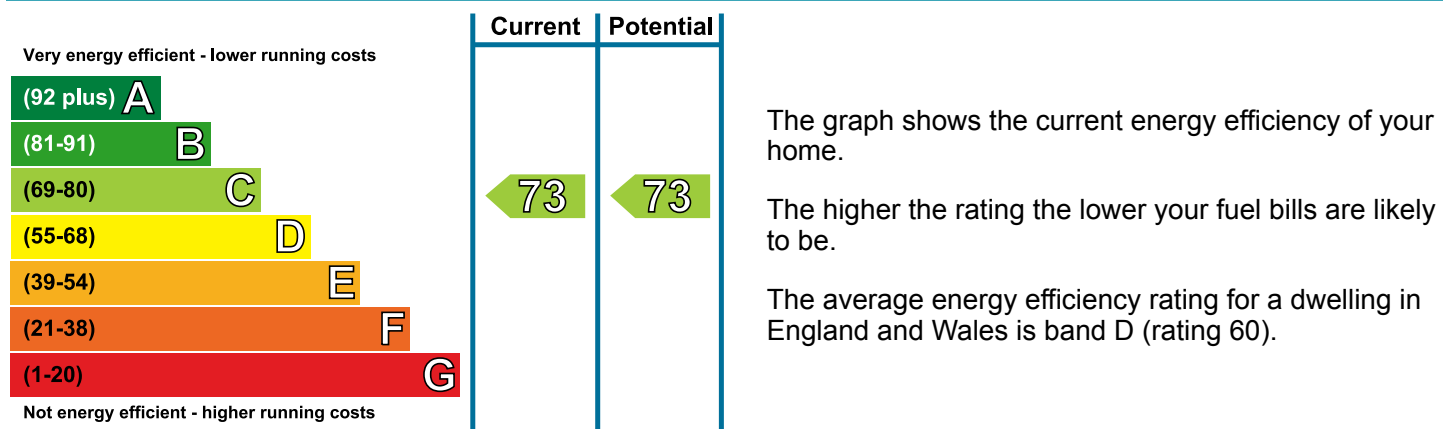 Current Potential
Very energy efficient - lower running costs
(92 plus) A
(81-91) B
(69-80) C
73 73
(55-68) D
(39-54) E
(21-38) F
(1-20) G
Not energy efficient - higher running costs
The graph shows the current energy efficiency of your
home.
The higher the rating the lower your fuel bills are likely
to be.
The average energy efficiency rating for a dwelling in
England and Wales is band D (rating 60).